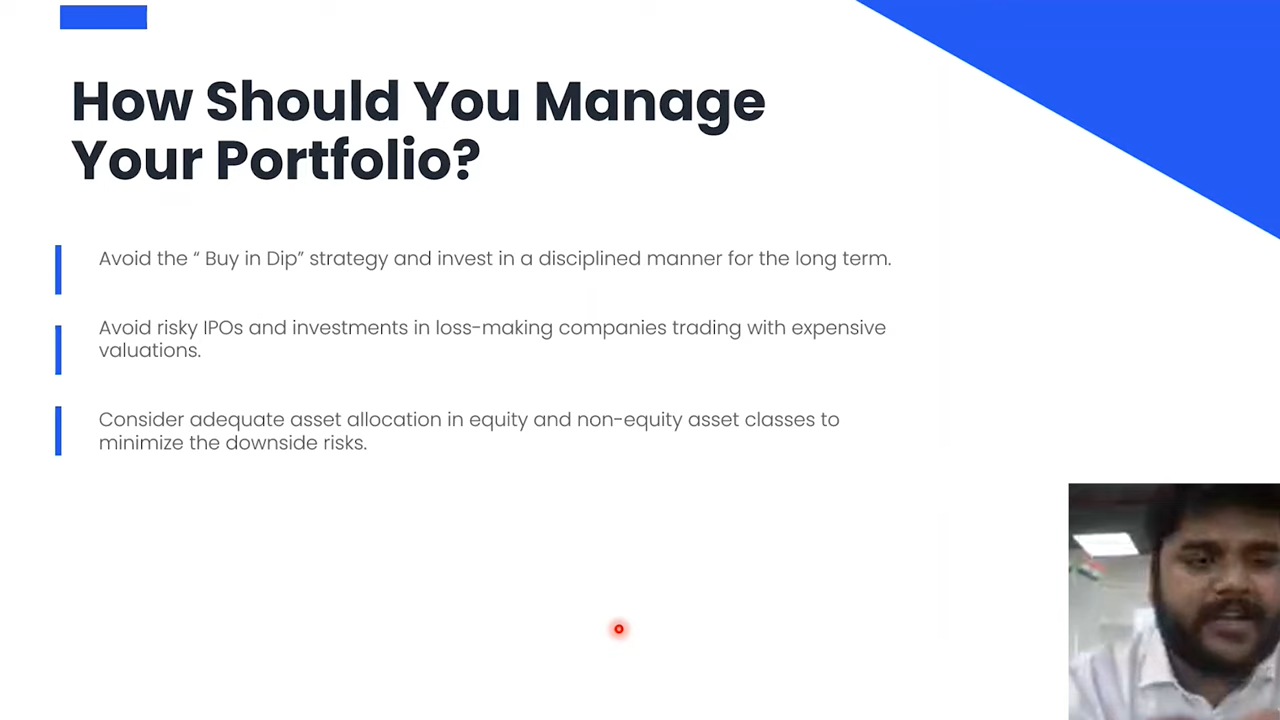 How Should You Manage
Your Portfolio?
Avoid the “ Buy in Dip” strategy and invest in a disciplined manner for the long term.
Avoid risky IPOs and investments in loss-making companies trading with expensive
valuations.
Consider adequate asset allocation in equity and non-equity asset classes to
minimize the downside risks.